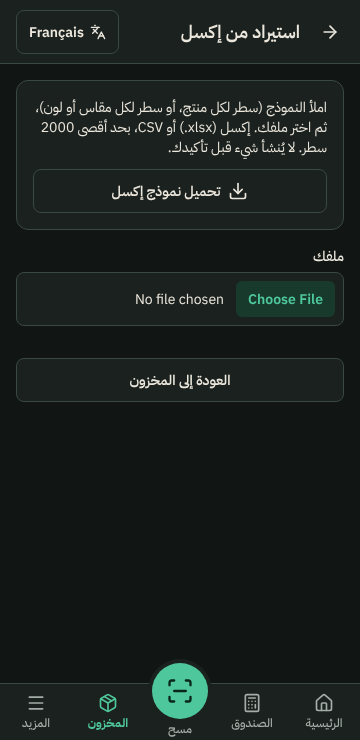 استيراد من إكسل
Français
املأ النموذج (سطر لكل منتج، أو سطر لكل مقاس أو لون)،
ثم اختر ملفك. إكسل (.xlsx) أو CSV، بحد أقصى 2000
سطر. لا يُنشأ شيء قبل تأكيدك.
تحميل نموذج إكسل
ملفك
Choose File No file chosen
العودة إلى المخزون
الرئيسية
الصندوق
مسح
المخزون
المزيد